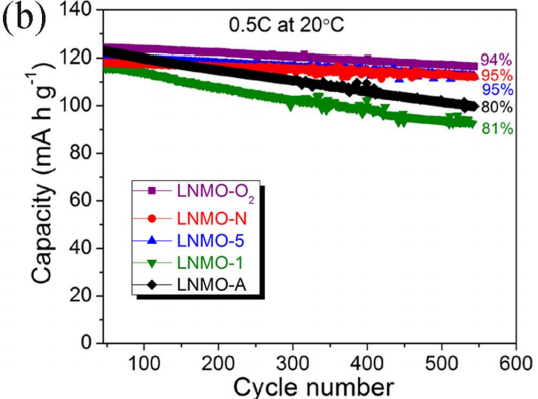 (b)
0.5C at 20°C
140
120
100
80
60
40
20
0
Capacity (mA h g⁻¹)
94%
95%
95%
80%
81%
LNMO-O₂
LNMO-N
LNMO-5
LNMO-1
LNMO-A
100 200 300 400 500 600
Cycle number